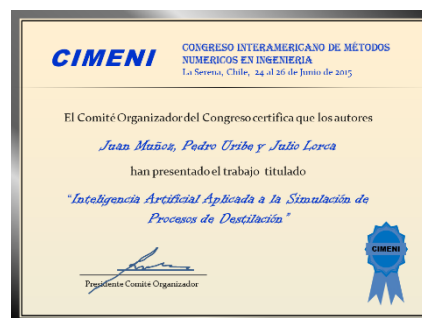 CIMENI
CONGRESO INTERAMERICANO DE MÉTODOS
NUMERICOS EN INGENIERIA
La Serena, Chile, 24 al 26 de Junio de 2015
El Comité Organizador del Congreso certifica que los autores
Juan Muñoz, Pedro Uribe y Julio Lorca
han presentado el trabajo titulado
"Inteligencia Artificial Aplicada a la Simulación de
Procesos de Destilación"
CIMENI
Presidente Comité Organizador